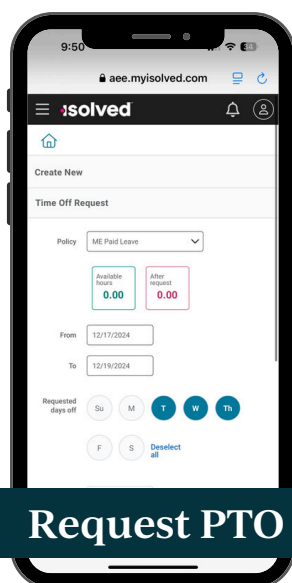 9:50
aee.myisolved.com
isolved
Create New
Time Off Request
Policy
ME Paid Leave
Available hours
0.00
After request
0.00
From
12/17/2024
To
12/19/2024
Requested days off
Su M T W Th
F S Deselect all
Request PTO